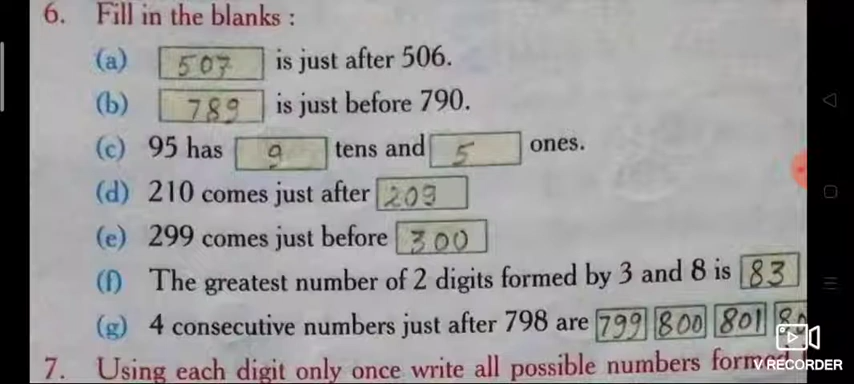 6. Fill in the blanks :
(a) 507 is just after 506.
(b) 789 is just before 790.
(c) 95 has 9 tens and 5 ones.
(d) 210 comes just after 209
(e) 299 comes just before 300
(f) The greatest number of 2 digits formed by 3 and 8 is 83
(g) 4 consecutive numbers just after 798 are 799 800 801
7. Using each digit only once write all possible numbers formed
V RECORDER